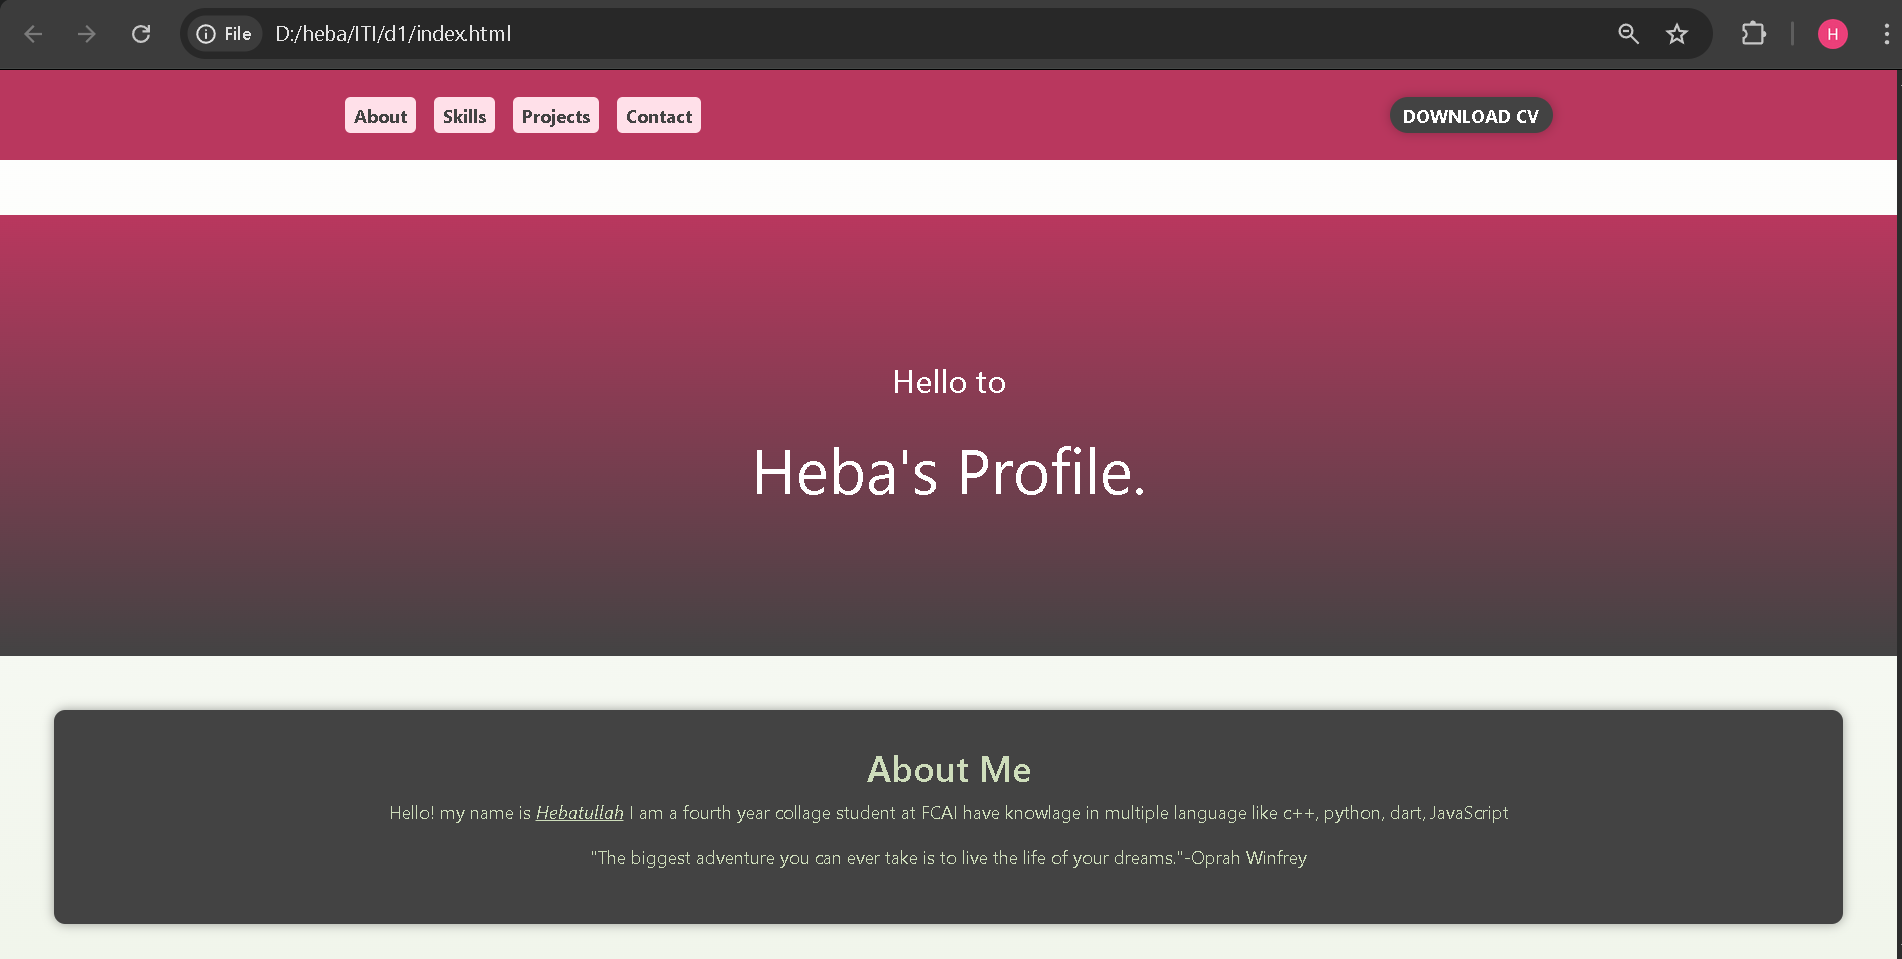 File D:/heba/ITI/d1/index.html H
About Skills Projects Contact DOWNLOAD CV
Hello to
Heba's Profile.
About Me
Hello! my name is Hebatullah I am a fourth year collage student at FCAI have knowlage in multiple language like c++, python, dart, JavaScript
"The biggest adventure you can ever take is to live the life of your dreams."-Oprah Winfrey